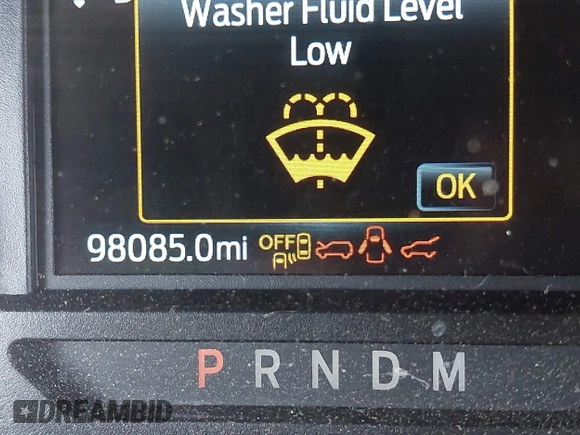 Washer Fluid Level
Low
OK
98085.0mi OFF
P R N D M
DREAMBID